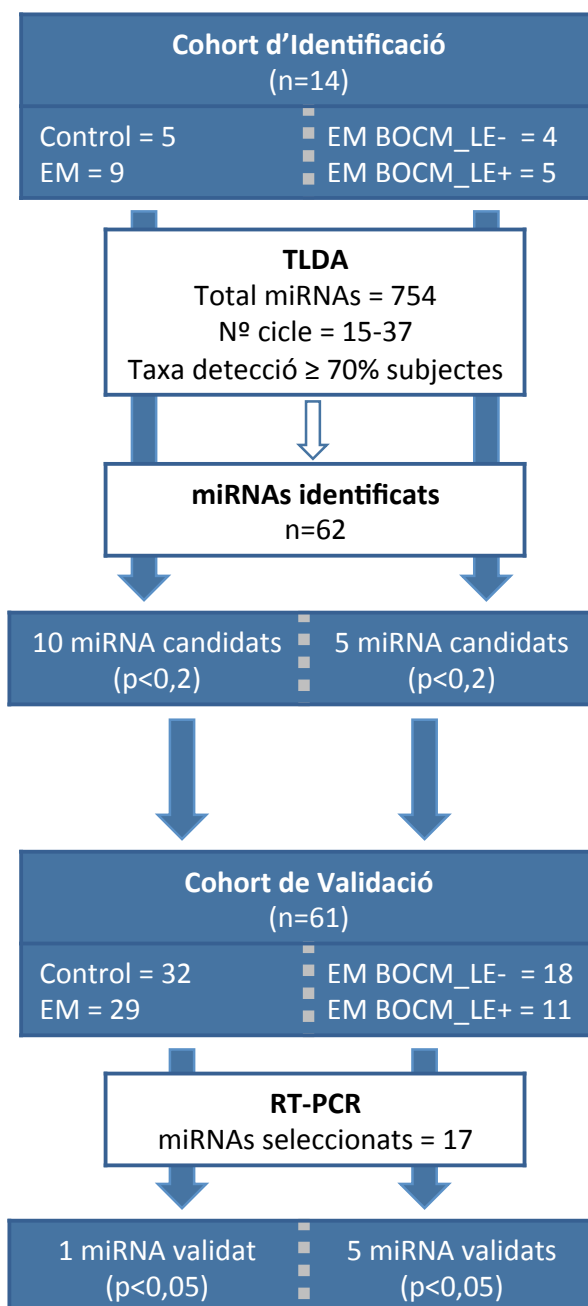 Cohort d'Identificació
(n=14)
Control = 5
EM = 9
EM BOCM_LE- = 4
EM BOCM_LE+ = 5
TLDA
Total miRNAs = 754
Nº cicle = 15-37
Taxa detecció ≥ 70% subjectes
miRNAs identificats
n=62
10 miRNA candidats
(p<0,2)
5 miRNA candidats
(p<0,2)
Cohort de Validació
(n=61)
Control = 32
EM = 29
EM BOCM_LE- = 18
EM BOCM_LE+ = 11
RT-PCR
miRNAs seleccionats = 17
1 miRNA validat
(p<0,05)
5 miRNA validats
(p<0,05)